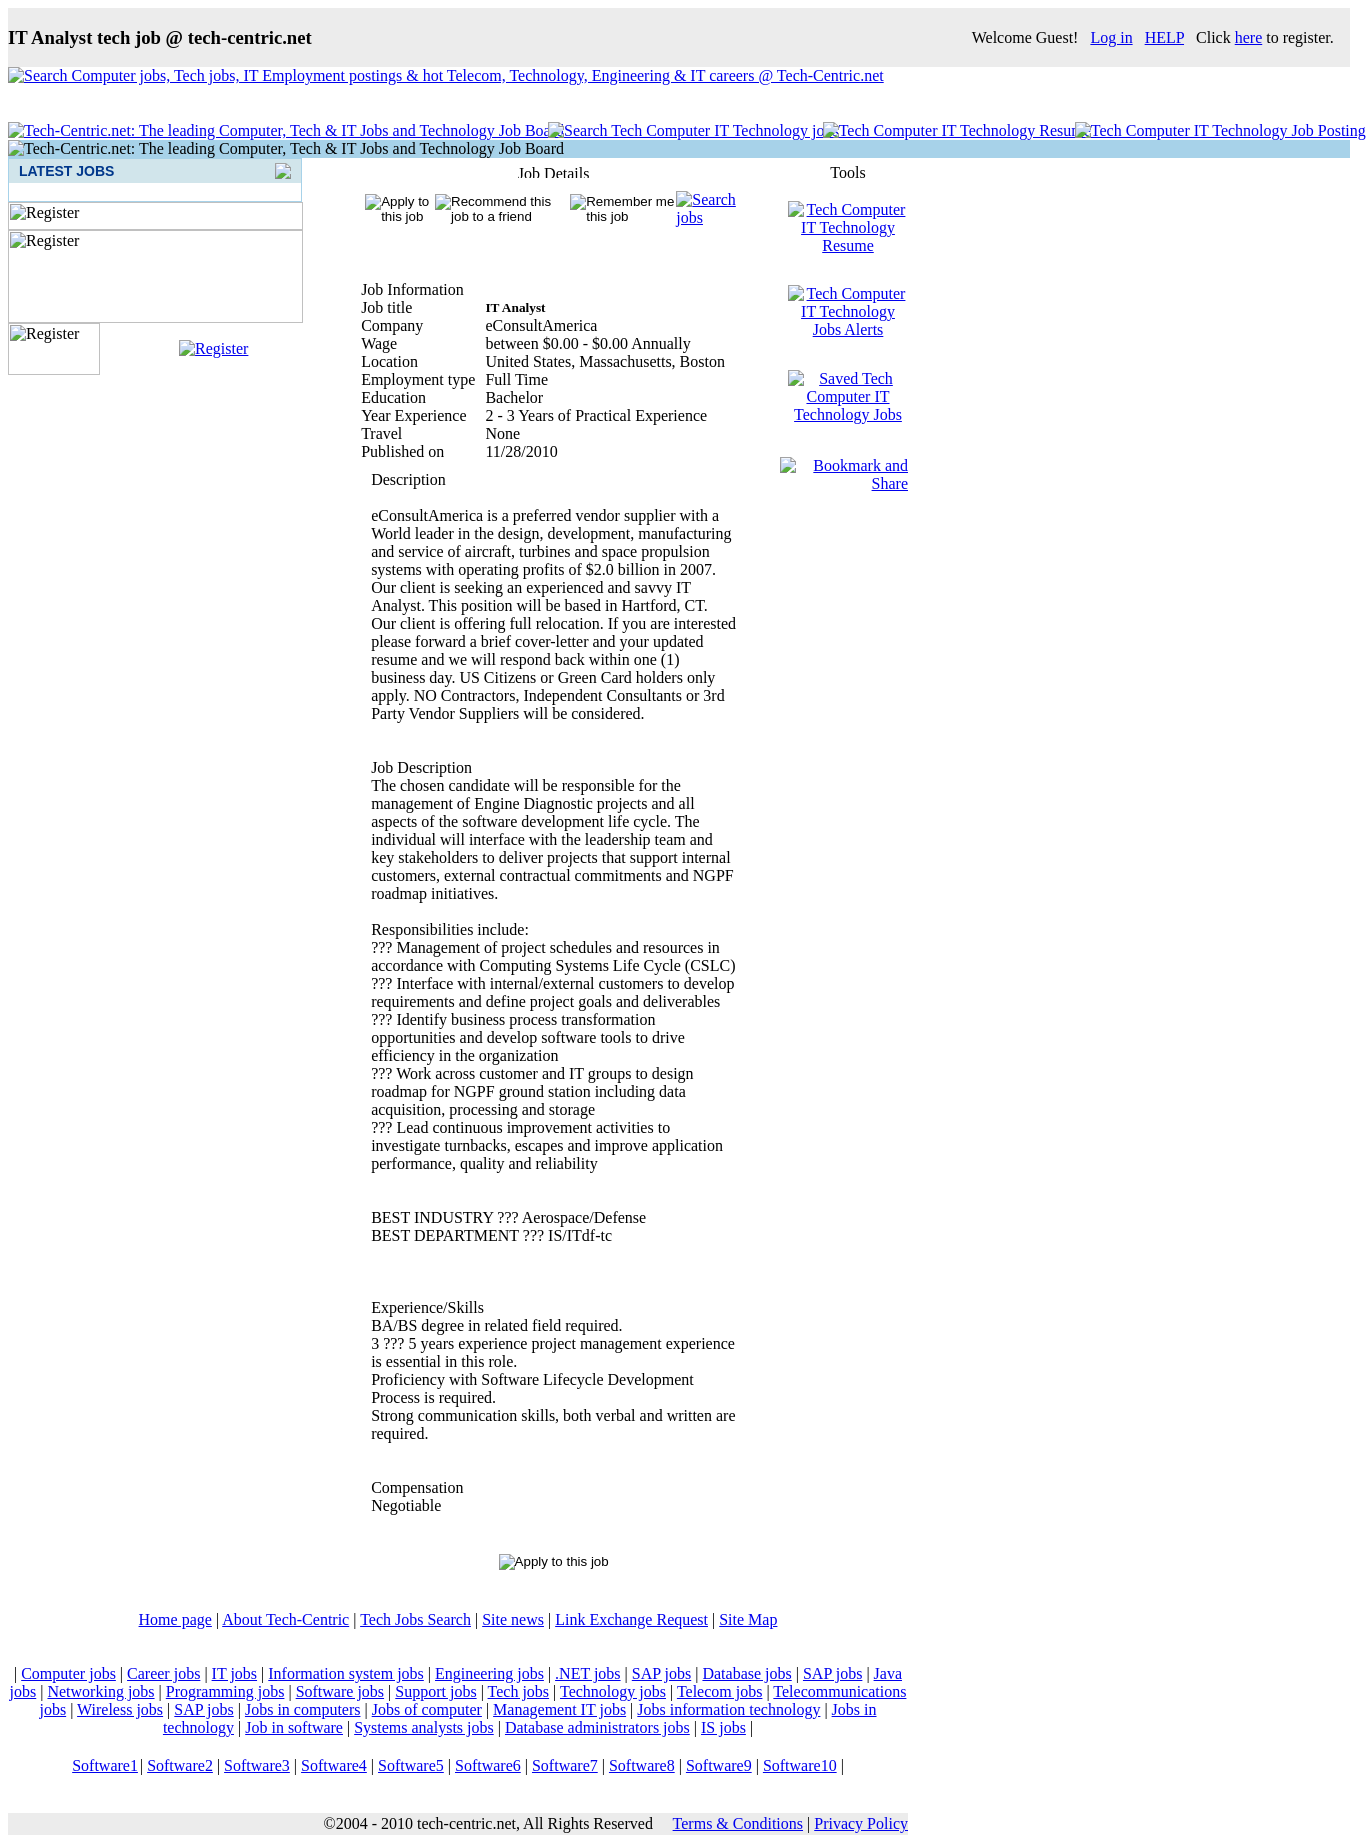 IT Analyst tech job @ tech-centric.net
Welcome Guest! Log in HELP Click here to register.
Search Computer jobs, Tech jobs, IT Employment postings & hot Telecom, Technology, Engineering & IT careers @ Tech-Centric.net
Tech-Centric.net: The leading Computer, Tech & IT Jobs and Technology Job Search Tech Computer IT Technology Tech Computer IT Technology Tech Computer IT Technology Job Posting
Tech-Centric.net: The leading Computer, Tech & IT Jobs and Technology Job Board
LATEST JOBS
Register
Register
Register
Register
Job Details
Apply to
this job
Recommend this
job to a friend
Remember me
this job
Search
jobs
Job Information
Job title IT Analyst
Company eConsultAmerica
Wage between $0.00 - $0.00 Annually
Location United States, Massachusetts, Boston
Employment type Full Time
Education Bachelor
Year Experience 2 - 3 Years of Practical Experience
Travel None
Published on 11/28/2010
Description
eConsultAmerica is a preferred vendor supplier with a
World leader in the design, development, manufacturing
and service of aircraft, turbines and space propulsion
systems with operating profits of $2.0 billion in 2007.
Our client is seeking an experienced and savvy IT
Analyst. This position will be based in Hartford, CT.
Our client is offering full relocation. If you are interested
please forward a brief cover-letter and your updated
resume and we will respond back within one (1)
business day. US Citizens or Green Card holders only
apply. NO Contractors, Independent Consultants or 3rd
Party Vendor Suppliers will be considered.
Job Description
The chosen candidate will be responsible for the
management of Engine Diagnostic projects and all
aspects of the software development life cycle. The
individual will interface with the leadership team and
key stakeholders to deliver projects that support internal
customers, external contractual commitments and NGPF
roadmap initiatives.
Responsibilities include:
??? Management of project schedules and resources in
accordance with Computing Systems Life Cycle (CSLC)
??? Interface with internal/external customers to develop
requirements and define project goals and deliverables
??? Identify business process transformation
opportunities and develop software tools to drive
efficiency in the organization
??? Work across customer and IT groups to design
roadmap for NGPF ground station including data
acquisition, processing and storage
??? Lead continuous improvement activities to
investigate turnbacks, escapes and improve application
performance, quality and reliability
BEST INDUSTRY ??? Aerospace/Defense
BEST DEPARTMENT ??? IS/ITdf-tc
Experience/Skills
BA/BS degree in related field required.
3 ??? 5 years experience project management experience
is essential in this role.
Proficiency with Software Lifecycle Development
Process is required.
Strong communication skills, both verbal and written are
required.
Compensation
Negotiable
Apply to this job
Tools
Tech Computer
IT Technology
Resume
Tech Computer
IT Technology
Jobs Alerts
Saved Tech
Computer IT
Technology Jobs
Bookmark and
Share
Home page | About Tech-Centric | Tech Jobs Search | Site news | Link Exchange Request | Site Map
| Computer jobs | Career jobs | IT jobs | Information system jobs | Engineering jobs | .NET jobs | SAP jobs | Database jobs | SAP jobs | Java
jobs | Networking jobs | Programming jobs | Software jobs | Support jobs | Tech jobs | Technology jobs | Telecom jobs | Telecommunications
jobs | Wireless jobs | SAP jobs | Jobs in computers | Jobs of computer | Management IT jobs | Jobs information technology | Jobs in
technology | Job in software | Systems analysts jobs | Database administrators jobs | IS jobs |
Software1 | Software2 | Software3 | Software4 | Software5 | Software6 | Software7 | Software8 | Software9 | Software10 |
©2004 - 2010 tech-centric.net, All Rights Reserved Terms & Conditions | Privacy Policy